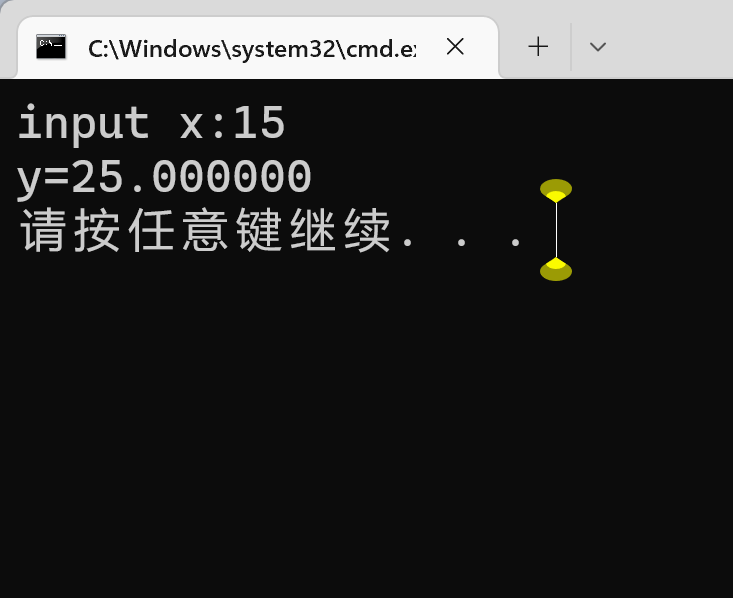 C:\Windows\system32\cmd.ex
input x:15
y=25.000000
请按任意键继续. . .